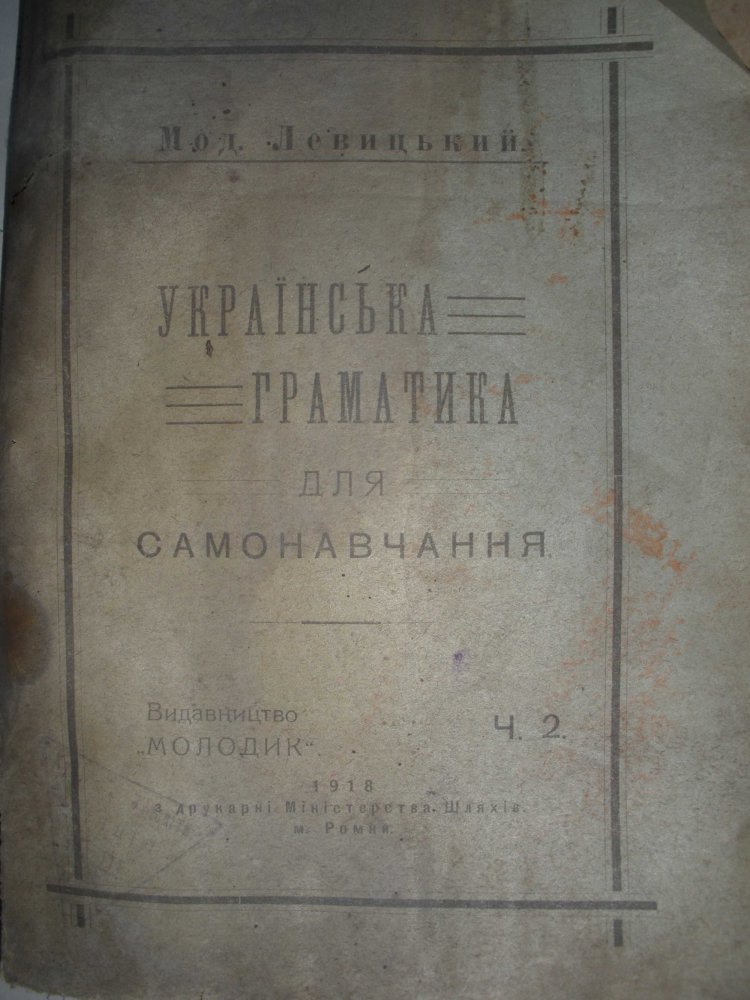 Мод. Левицький.
УКРАЇНСЬКА
ГРАМАТИКА
ДЛЯ
САМОНАВЧАННЯ.
Видавництво
„МОЛОДИК“.
Ч. 2.
1918
з друкарні Міністерства Шляхів.
м. Ромни.